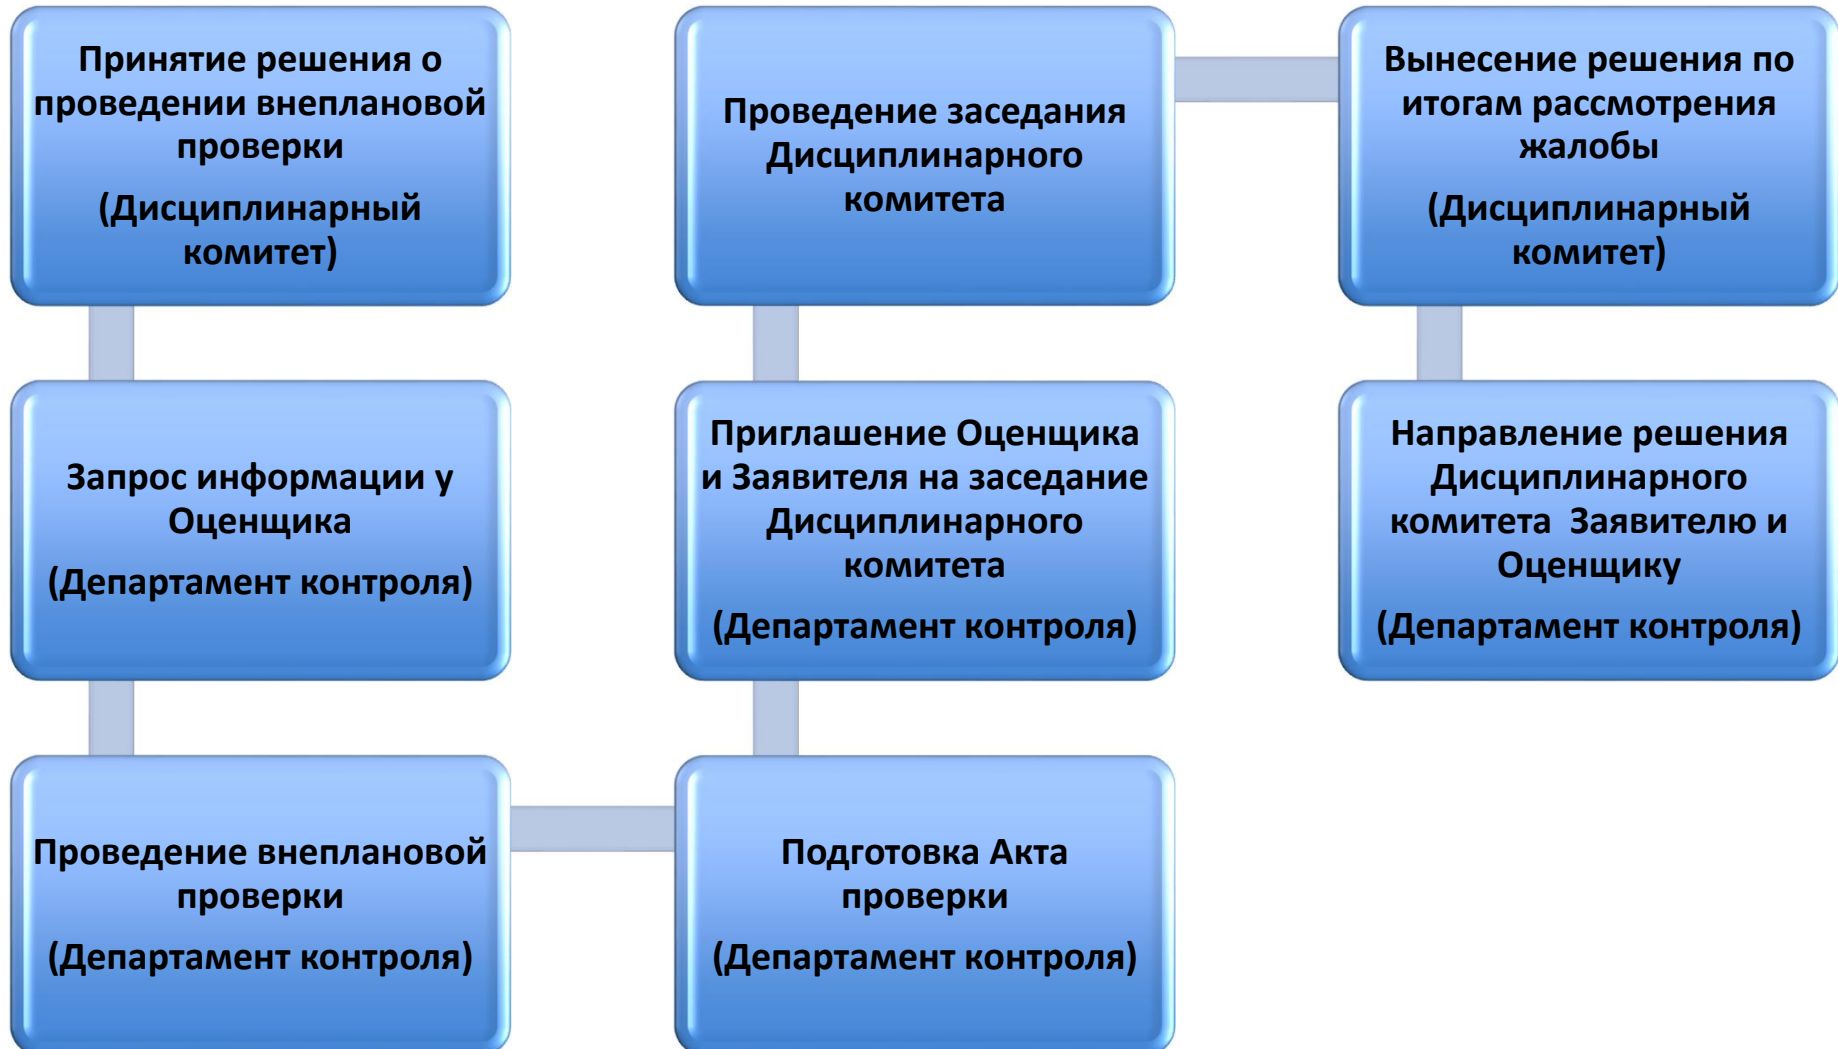 Принятие решения о
проведении внеплановой
проверки
(Дисциплинарный
комитет)
Запрос информации у
Оценщика
(Департамент контроля)
Проведение внеплановой
проверки
(Департамент контроля)
Подготовка Акта
проверки
(Департамент контроля)
Приглашение Оценщика
и Заявителя на заседание
Дисциплинарного
комитета
(Департамент контроля)
Проведение заседания
Дисциплинарного
комитета
Вынесение решения по
итогам рассмотрения
жалобы
(Дисциплинарный
комитет)
Направление решения
Дисциплинарного
комитета Заявителю и
Оценщику
(Департамент контроля)